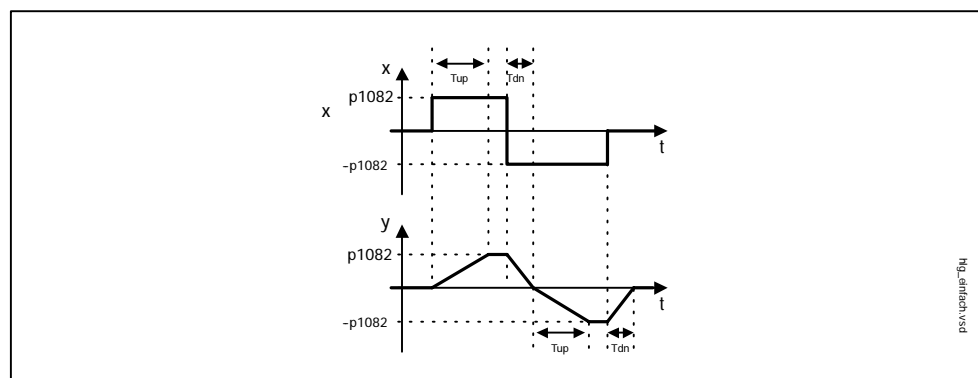 Tup
Tdn
x
p1082
x
t
-p1082
y
p1082
t
-p1082
Tup
Tdn
hlg_einfach.vsd